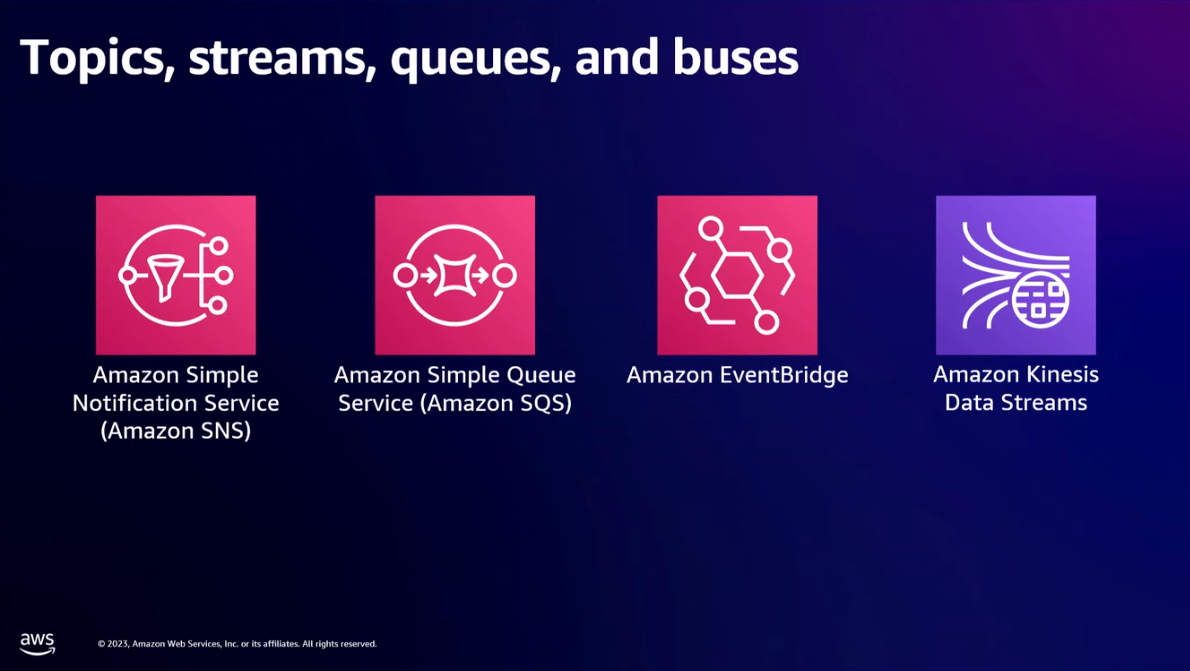 Topics, streams, queues, and buses
Amazon Simple
Notification Service
(Amazon SNS)
Amazon Simple Queue
Service (Amazon SQS)
Amazon EventBridge
Amazon Kinesis
Data Streams
aws
© 2023, Amazon Web Services, Inc. or its affiliates. All rights reserved.